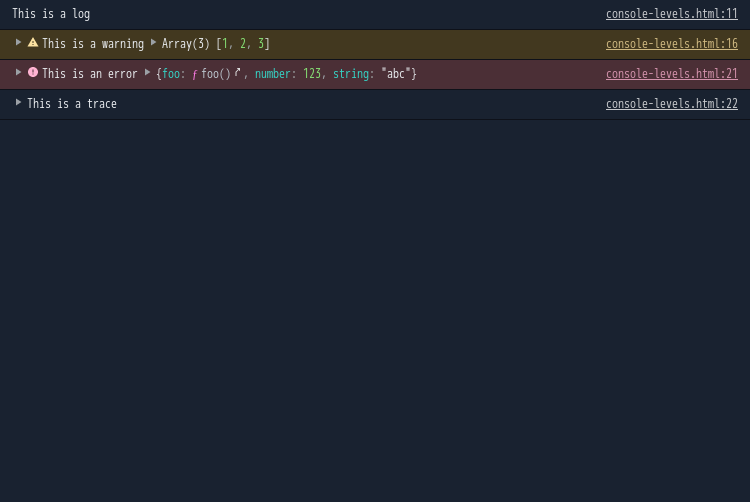 This is a log console-levels.html:11
This is a warning Array(3) [1, 2, 3] console-levels.html:16
This is an error {foo: ƒ foo(), number: 123, string: "abc"} console-levels.html:21
This is a trace console-levels.html:22